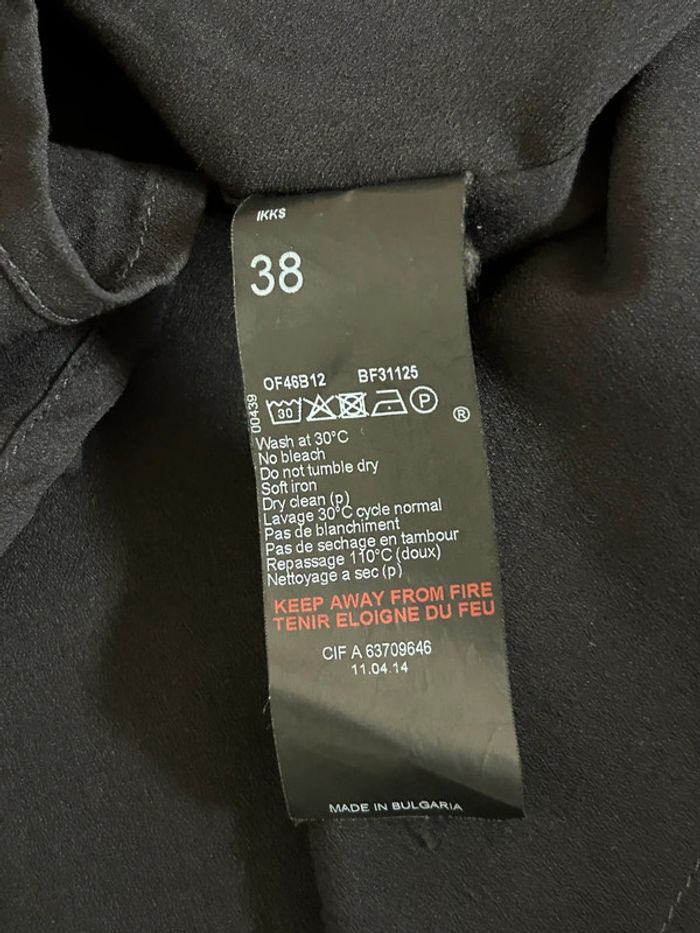 IKKS
38
OF46B12 BF31125
00439
30 P ®
Wash at 30°C
No bleach
Do not tumble dry
Soft iron
Dry clean (p)
Lavage 30°C cycle normal
Pas de blanchiment
Pas de sechage en tambour
Repassage 110°C (doux)
Nettoyage a sec (p)
KEEP AWAY FROM FIRE
TENIR ELOIGNE DU FEU
CIF A 63709646
11.04.14
MADE IN BULGARIA